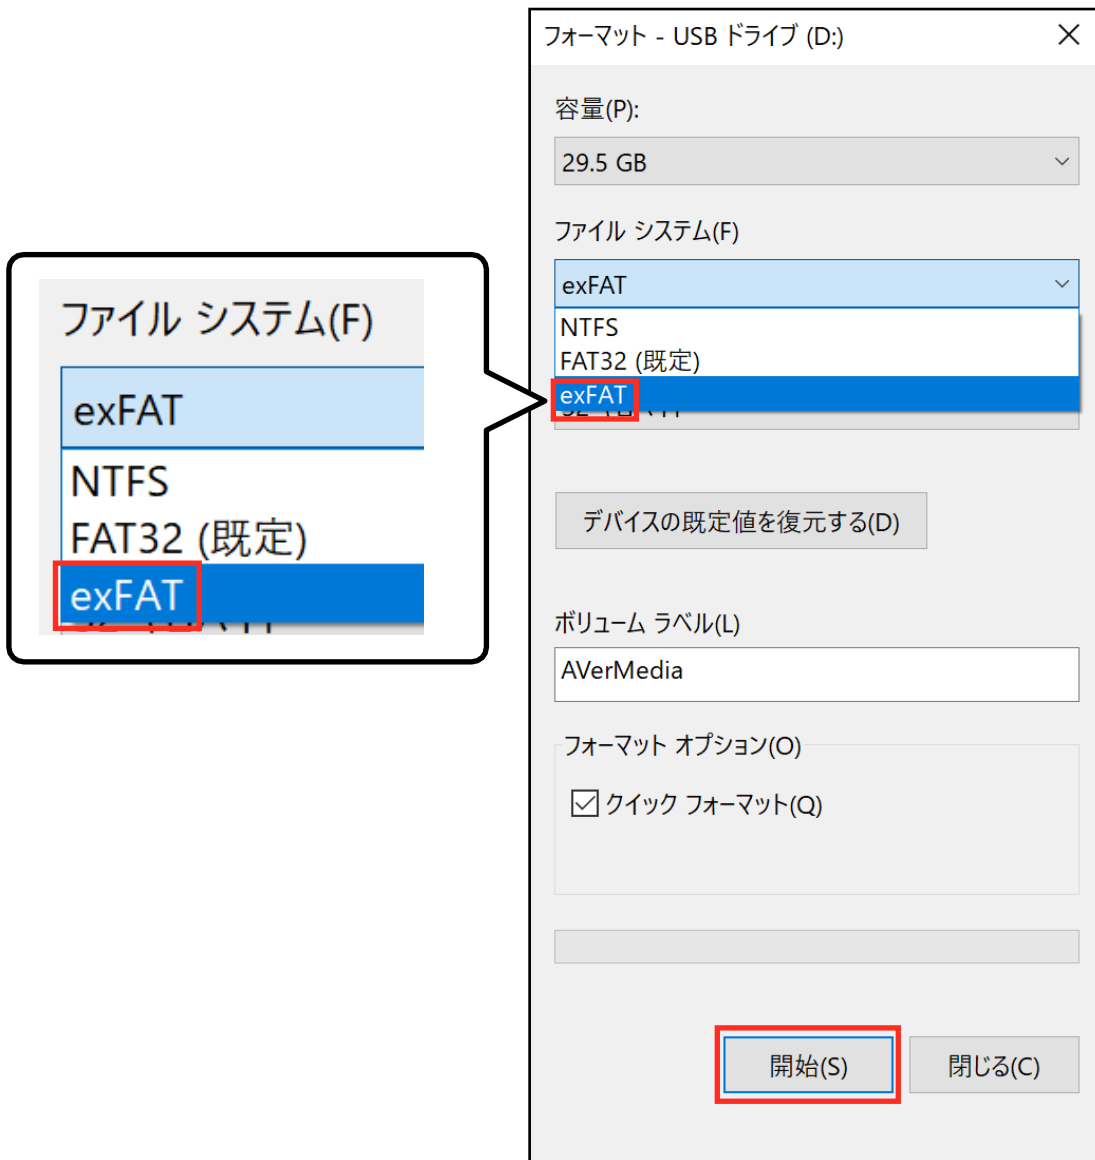 フォーマット - USB ドライブ (D:)
容量(P):
29.5 GB
ファイル システム(F)
exFAT
NTFS
FAT32 (既定)
exFAT
デバイスの既定値を復元する(D)
ボリューム ラベル(L)
AVerMedia
フォーマット オプション(O)
クイック フォーマット(Q)
開始(S)
閉じる(C)
ファイル システム(F)
exFAT
NTFS
FAT32 (既定)
exFAT